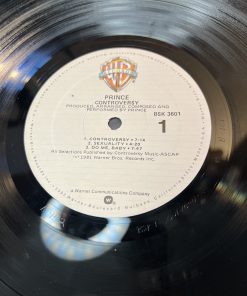 PRINCE
CONTROVERSY
PRODUCED, ARRANGED, COMPOSED AND
PERFORMED BY PRINCE
BSK 3601
1
1. CONTROVERSY • 7:14
2. SEXUALITY • 4:20
3. DO ME, BABY • 7:47
All Selections Published by Controversy Music-ASCAP
℗1981 Warner Bros. Records Inc.
a Warner Communications Company